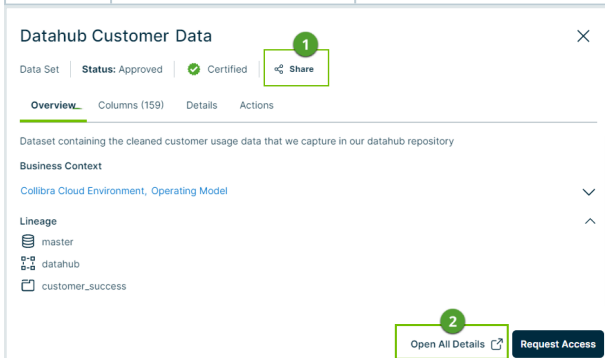 Datahub Customer Data
1
Data Set Status: Approved Certified Share
Overview Columns (159) Details Actions
Dataset containing the cleaned customer usage data that we capture in our datahub repository
Business Context
Collibra Cloud Environment, Operating Model
Lineage
master
datahub
customer_success
2
Open All Details Request Access